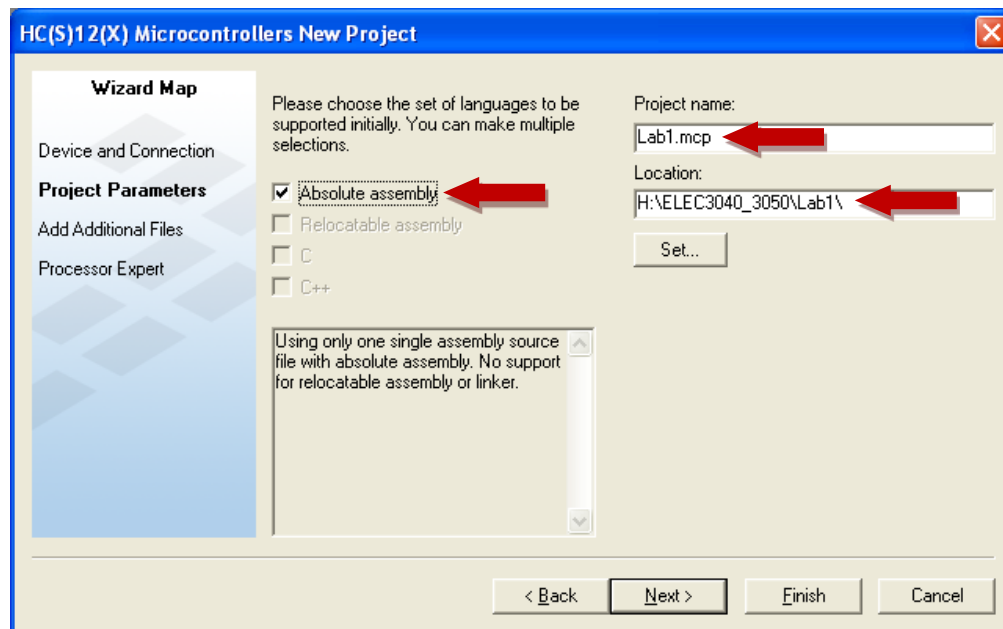 HC(S)12(X) Microcontrollers New Project
Wizard Map
Device and Connection
Project Parameters
Add Additional Files
Processor Expert
Please choose the set of languages to be
supported initially. You can make multiple
selections.
Absolute assembly
Relocatable assembly
C
C++
Using only one single assembly source
file with absolute assembly. No support
for relocatable assembly or linker.
Project name:
Lab1.mcp
Location:
H:\ELEC3040_3050\Lab1\
Set...
< Back
Next >
Finish
Cancel